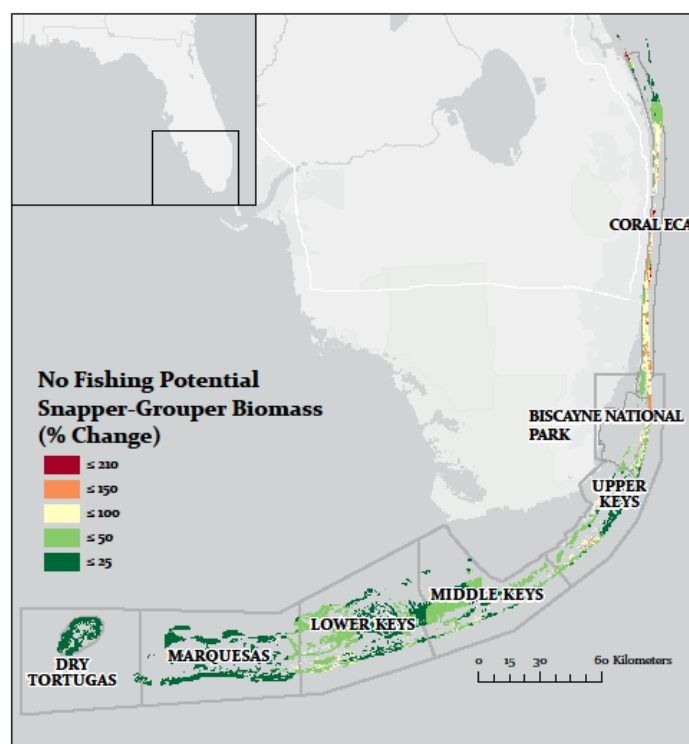 CORAL ECA
No Fishing Potential
Snapper-Grouper Biomass
(% Change)
≤ 210
≤ 150
≤ 100
≤ 50
≤ 25
BISCAYNE NATIONAL
PARK
UPPER
KEYS
MIDDLE KEYS
LOWER KEYS
MARQUESAS
DRY
TORTUGAS
0 15 30 60 Kilometers